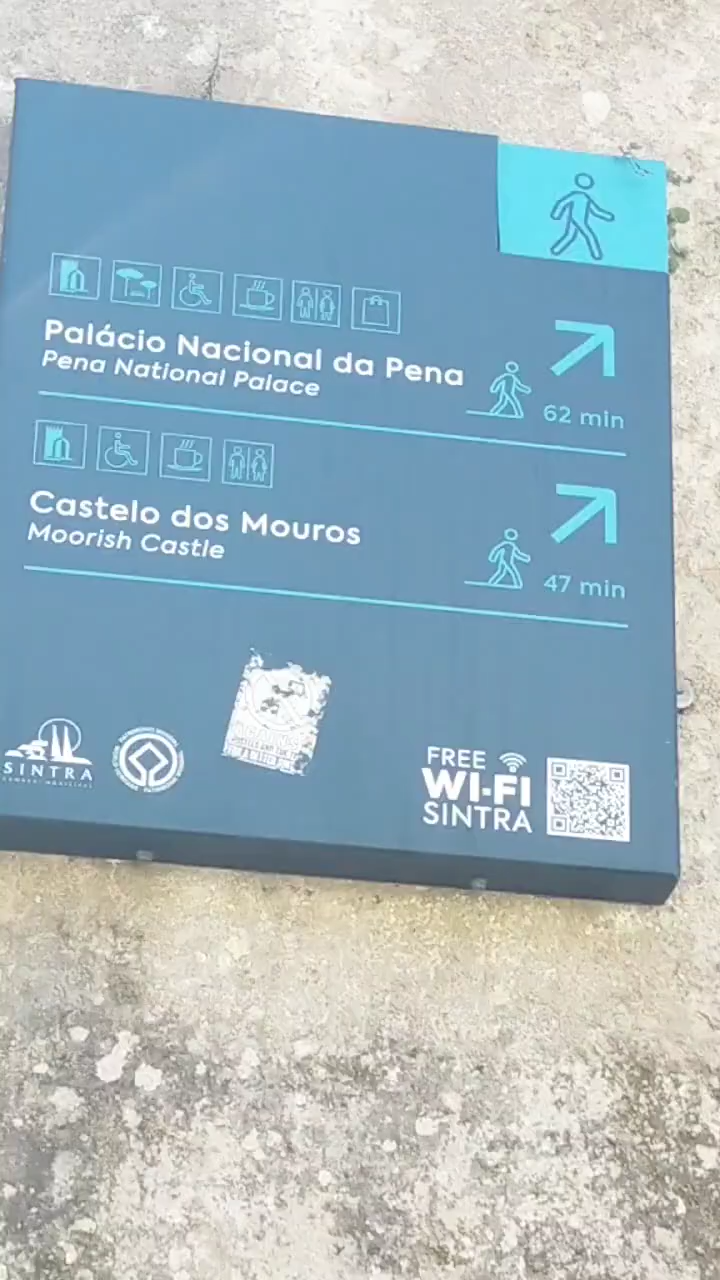 Palácio Nacional da Pena
Pena National Palace
62 min
Castelo dos Mouros
Moorish Castle
47 min
SINTRA
FREE
WI-FI
SINTRA